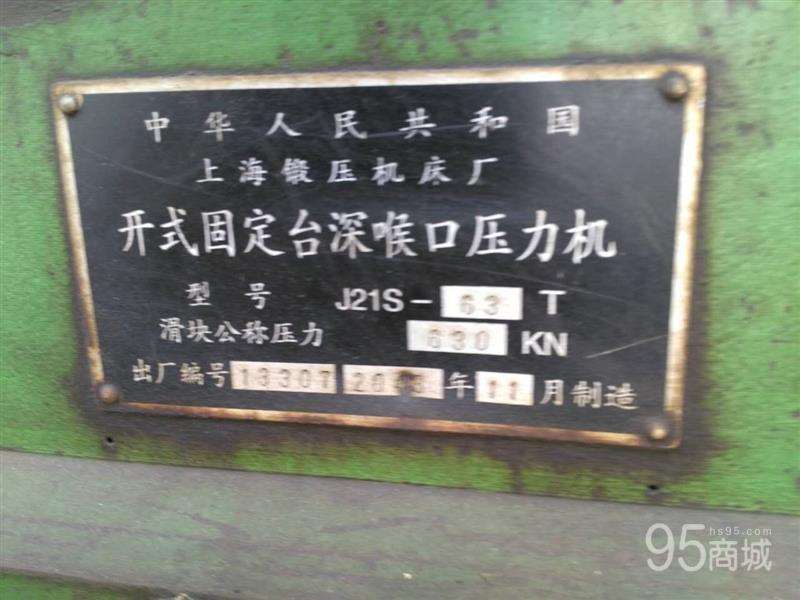 中华人民共和国
上海锻压机床厂
开式固定台深喉口压力机
型号 J21S-63 T
滑块公称压力 630 KN
出厂编号 13307 年 11 月制造
95商城
hs95.com